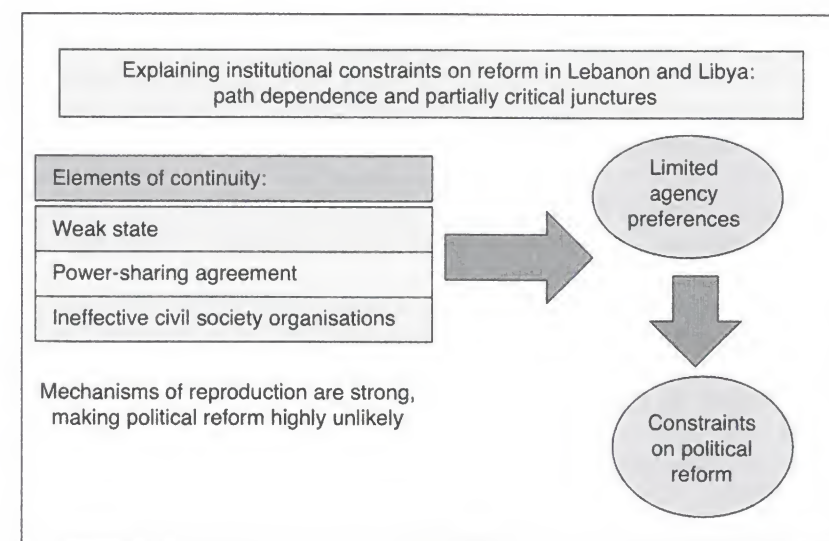 Explaining institutional constraints on reform in Lebanon and Libya:
path dependence and partially critical junctures
Elements of continuity:
Weak state
Power-sharing agreement
Ineffective civil society organisations
Mechanisms of reproduction are strong,
making political reform highly unlikely
Limited
agency
preferences
Constraints
on political
reform